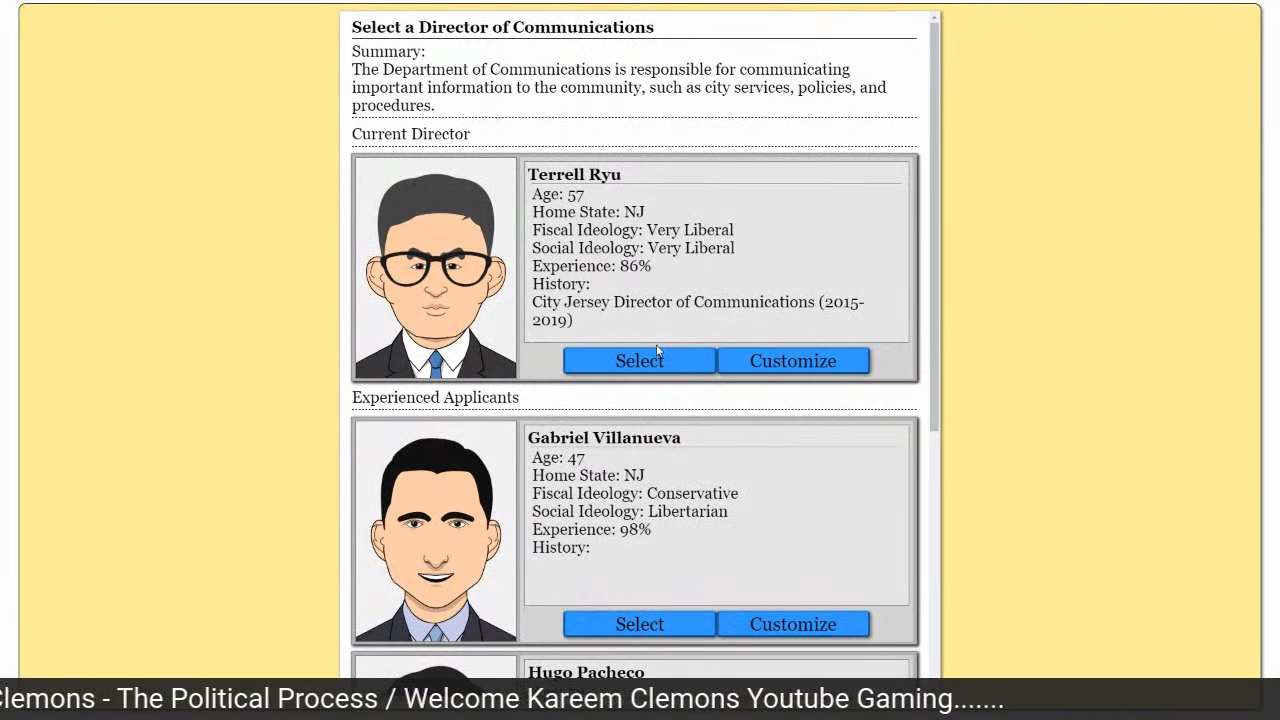 Select a Director of Communications
Summary:
The Department of Communications is responsible for communicating
important information to the community, such as city services, policies, and
procedures.
Current Director
Terrell Ryu
Age: 57
Home State: NJ
Fiscal Ideology: Very Liberal
Social Ideology: Very Liberal
Experience: 86%
History:
City Jersey Director of Communications (2015-
2019)
Select
Customize
Experienced Applicants
Gabriel Villanueva
Age: 47
Home State: NJ
Fiscal Ideology: Conservative
Social Ideology: Libertarian
Experience: 98%
History:
Select
Customize
Hugo Pacheco
Clemons - The Political Process / Welcome Kareem Clemons Youtube Gaming.......